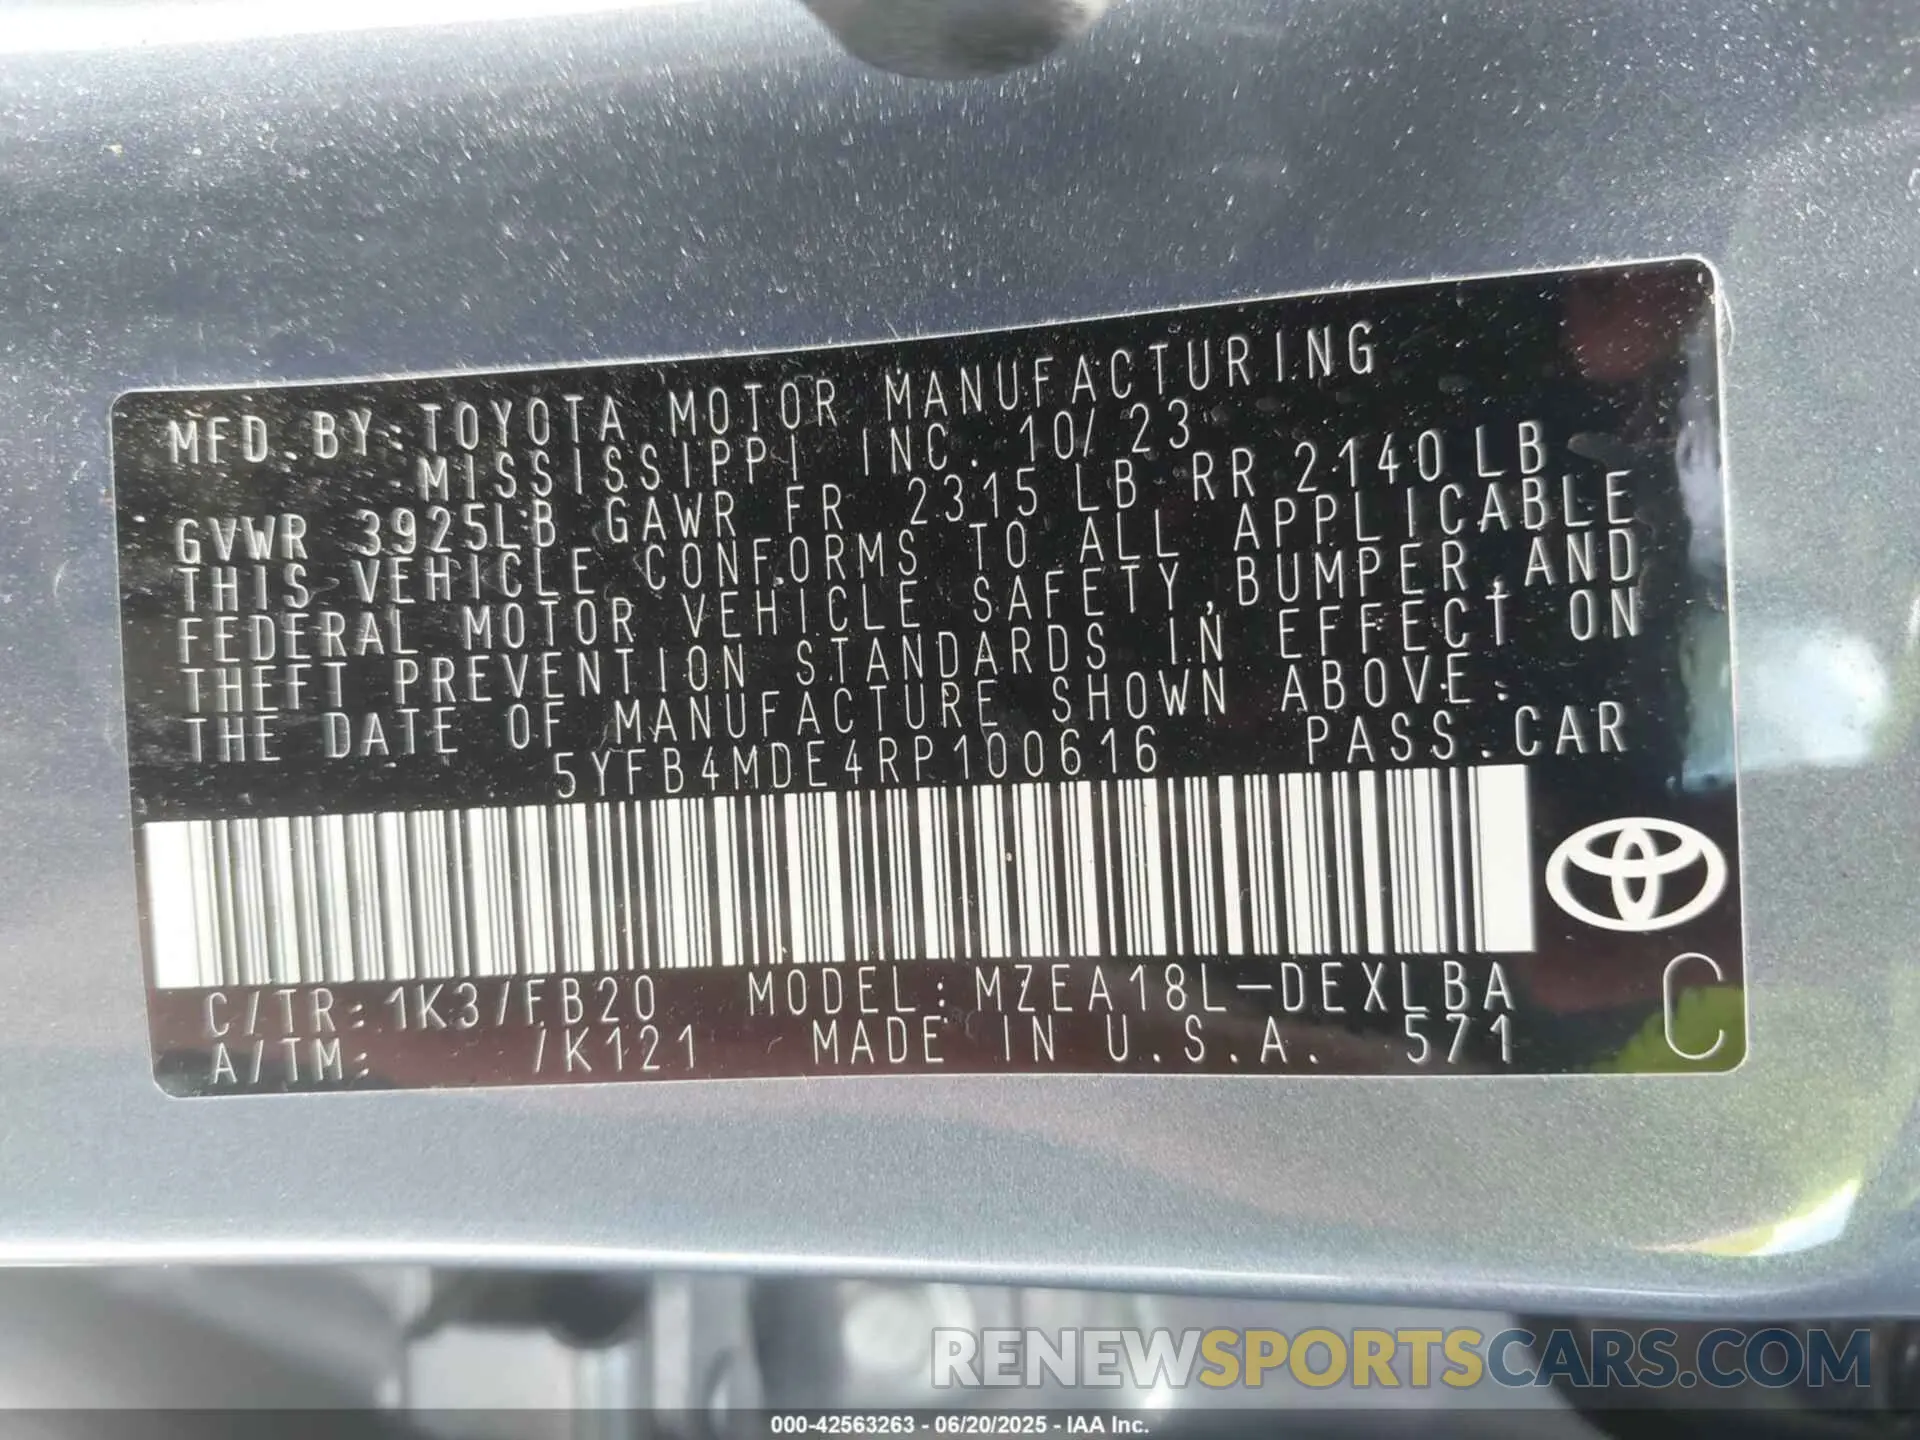 MFD.BY:TOYOTA MOTOR MANUFACTURING
MISSISSIPPI INC. 10/23
GVWR 3925LB GAWR FR 2315 LB RR 2140 LB
THIS VEHICLE CONFORMS TO ALL APPLICABLE
FEDERAL MOTOR VEHICLE SAFETY,BUMPER,AND
THEFT PREVENTION STANDARDS IN EFFECT ON
THE DATE OF MANUFACTURE SHOWN ABOVE.
5YFB4MDE4RP100616 PASS.CAR
C/TR:1K3/FB20 MODEL:MZEA18L-DEXLBA
A/TM: /K121 MADE IN U.S.A. 571
C
RENEWSPORTSCARS.COM
000-42563263 - 06/20/2025 - IAA Inc.